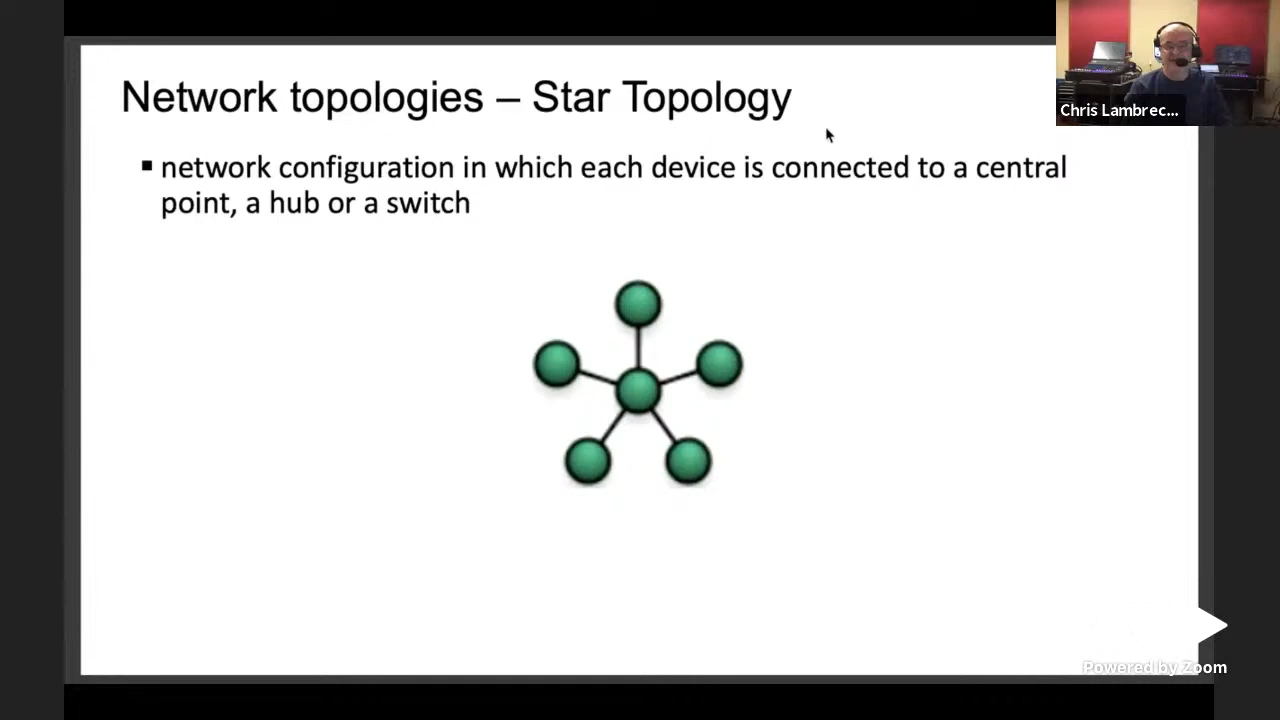 Network topologies – Star Topology
▪ network configuration in which each device is connected to a central
point, a hub or a switch
Chris Lambrec...
Powered by Zoom